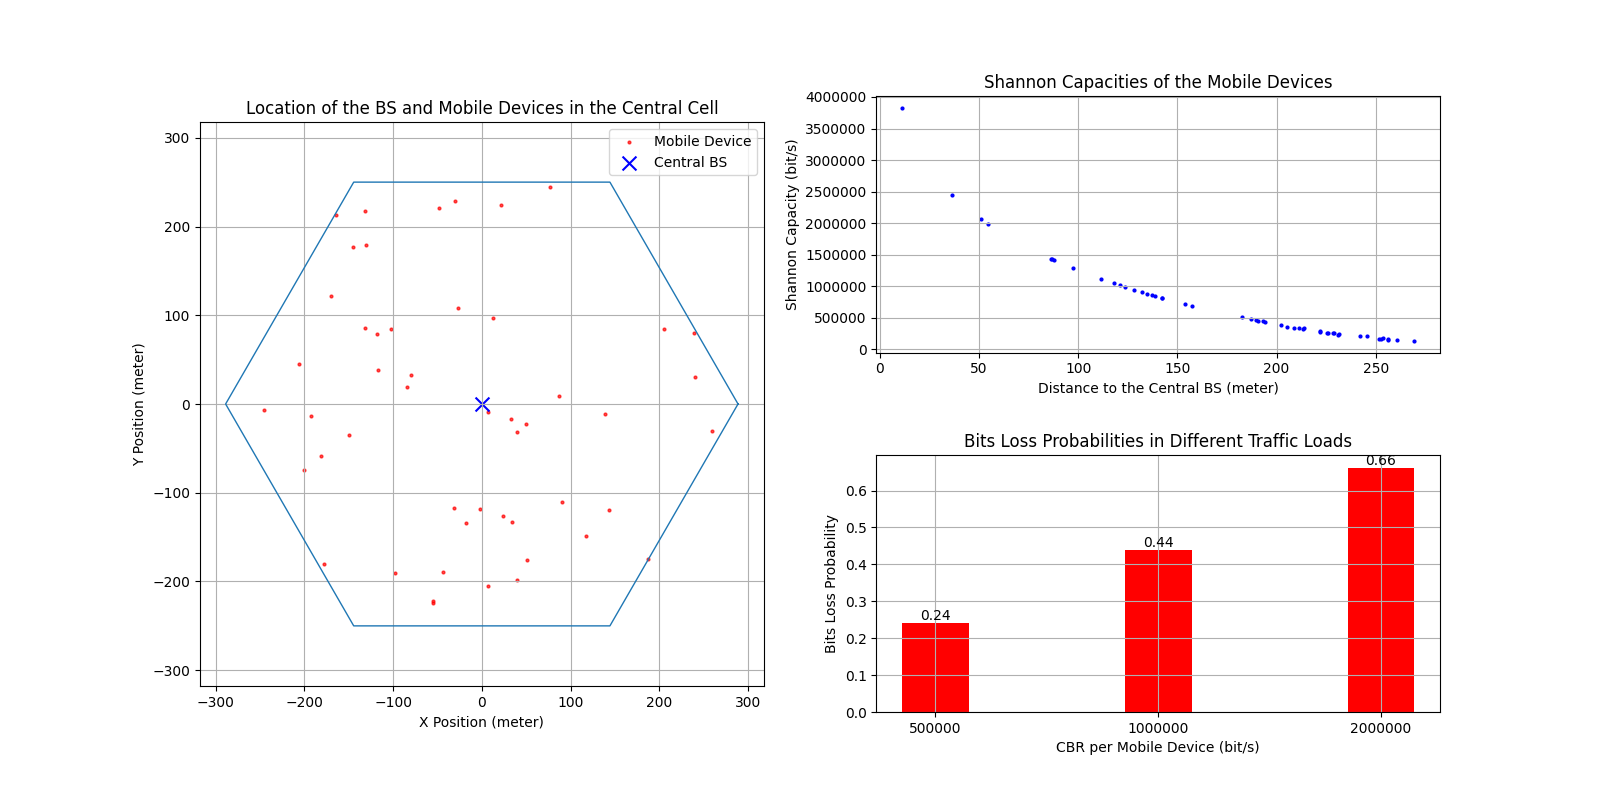 Location of the BS and Mobile Devices in the Central Cell
Mobile Device
Central BS
300
200
100
0
−100
−200
−300
Y Position (meter)
−300 −200 −100 0 100 200 300
X Position (meter)
Shannon Capacities of the Mobile Devices
4000000
3500000
3000000
2500000
2000000
1500000
1000000
500000
0
Shannon Capacity (bit/s)
0 50 100 150 200 250
Distance to the Central BS (meter)
Bits Loss Probabilities in Different Traffic Loads
0.6
0.5
0.4
0.3
0.2
0.1
0.0
Bits Loss Probability
0.24
0.44
0.66
500000 1000000 2000000
CBR per Mobile Device (bit/s)